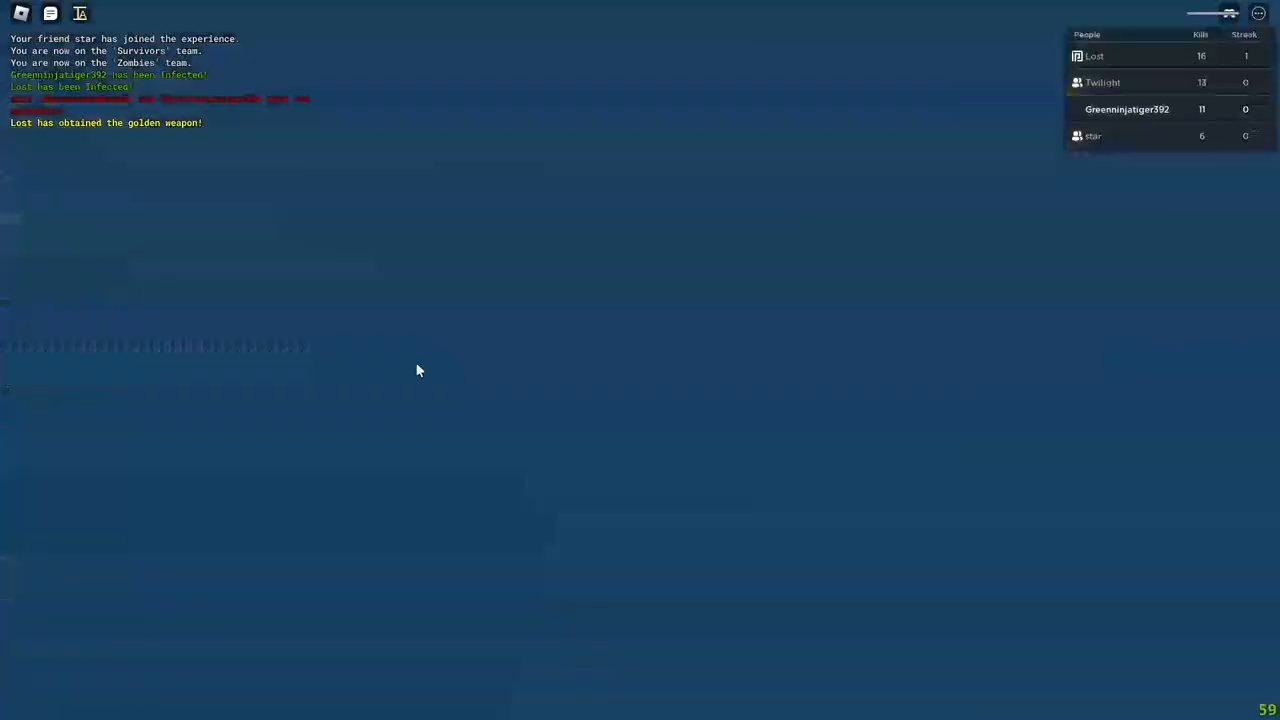 Your friend star has joined the experience.
You are now on the 'Survivors' team.
You are now on the 'Zombies' team.
Greenninjatiger392 has been Infected!
Lost has been Infected!
Lost has obtained the golden weapon!
People Kills Streak
Lost 16 1
Twilight 13 0
Greenninjatiger392 11 0
star 6 0
59